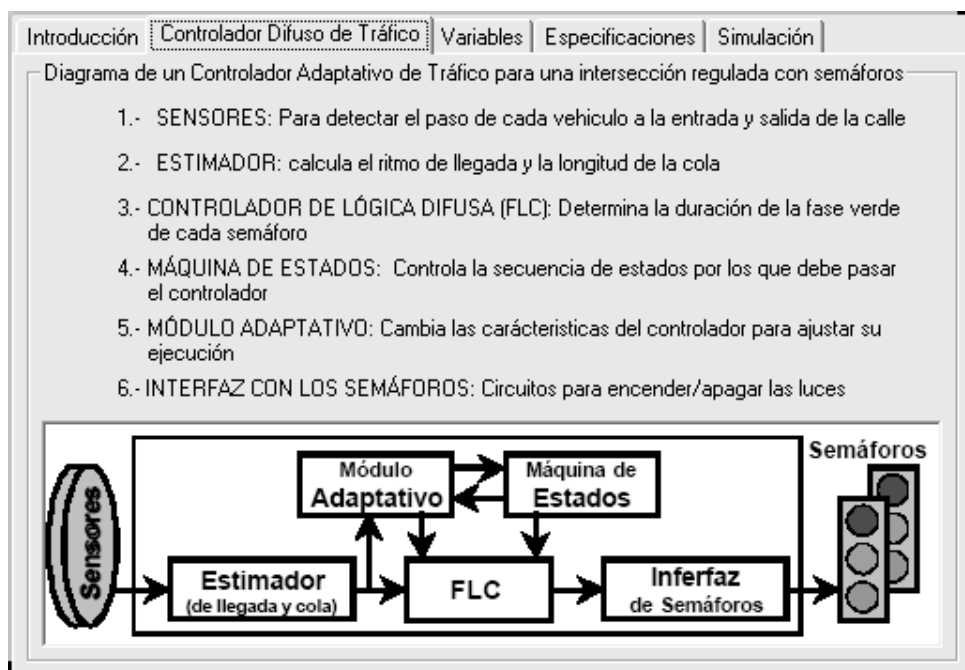 Introducción
Controlador Difuso de Tráfico
Variables
Especificaciones
Simulación
Diagrama de un Controlador Adaptativo de Tráfico para una intersección regulada con semáforos
1.- SENSORES: Para detectar el paso de cada vehiculo a la entrada y salida de la calle
2.- ESTIMADOR: calcula el ritmo de llegada y la longitud de la cola
3.- CONTROLADOR DE LÓGICA DIFUSA (FLC): Determina la duración de la fase verde
de cada semáforo
4.- MÁQUINA DE ESTADOS: Controla la secuencia de estados por los que debe pasar
el controlador
5.- MÓDULO ADAPTATIVO: Cambia las carácteristicas del controlador para ajustar su
ejecución
6.- INTERFAZ CON LOS SEMÁFOROS: Circuitos para encender/apagar las luces
Semáforos
Módulo
Adaptativo
Máquina de
Estados
Sensores
Estimador
(de llegada y cola)
FLC
Inferfaz
de Semáforos